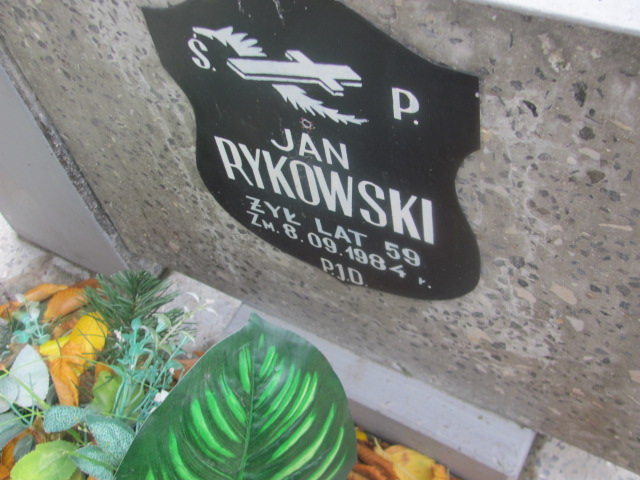 Ś. P.
JAN
RYKOWSKI
ŻYŁ LAT 59
ZM. 8.09.1984 r.
P.J.D.